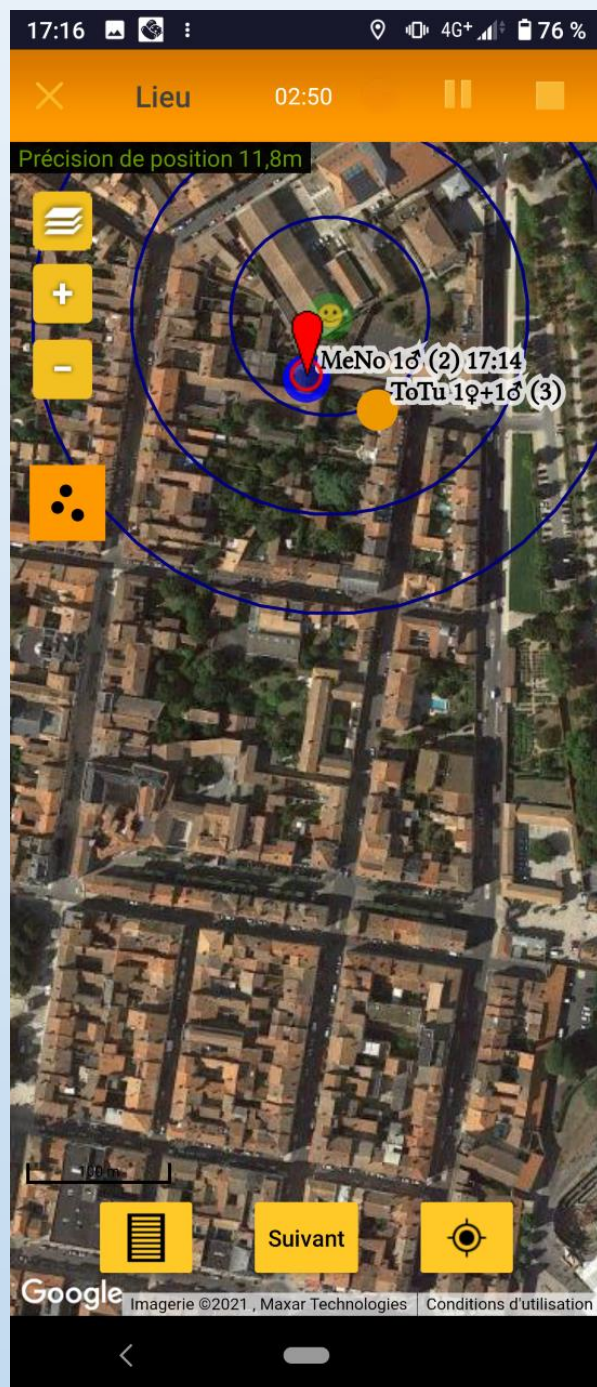 17:16 4G+ 76 %
Lieu 02:50
Précision de position 11,8m
+
-
MeNo 1♂ (2) 17:14
ToTu 1♀+1♂ (3)
100 m
Suivant
Google Imagerie ©2021 , Maxar Technologies Conditions d'utilisation